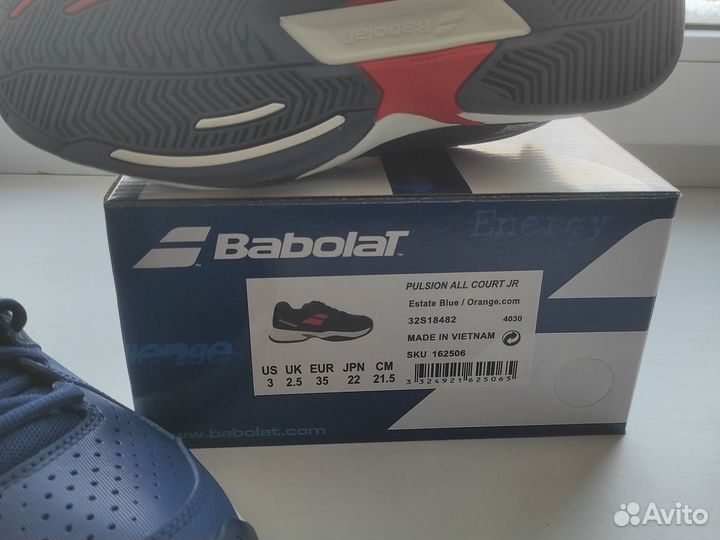 Babolat
Energy
Babolat
PULSION ALL COURT JR
Estate Blue / Orange.com
32S18482 4030
MADE IN VIETNAM
SKU 162506
US UK EUR JPN CM
3 2.5 35 22 21.5
3 324921 625065
www.babolat.com
Avito